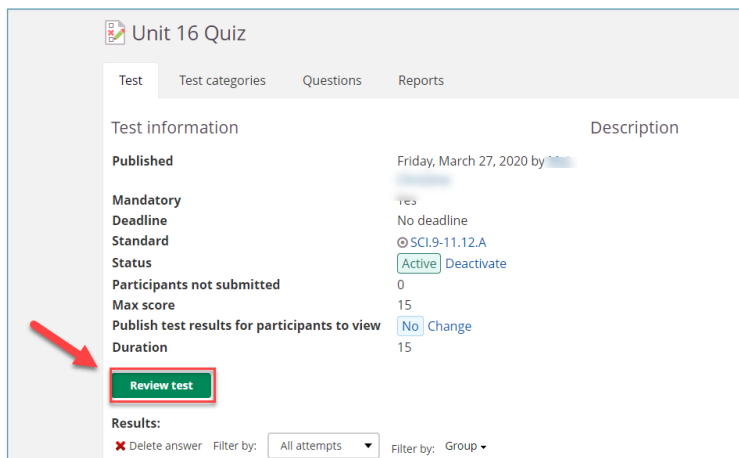 Unit 16 Quiz
Test Test categories Questions Reports
Test information Description
Published Friday, March 27, 2020 by
Mandatory Yes
Deadline No deadline
Standard SCI.9-11.12.A
Status Active Deactivate
Participants not submitted 0
Max score 15
Publish test results for participants to view No Change
Duration 15
Review test
Results:
Delete answer Filter by: All attempts Filter by: Group